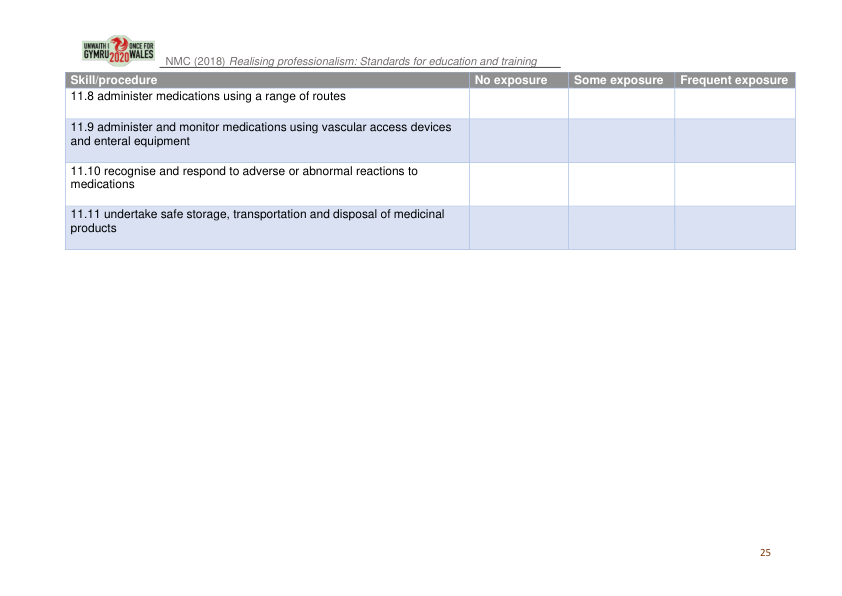 UNWAITH I ONCE FOR
GYMRU 2020 WALES
NMC (2018) Realising professionalism: Standards for education and training
Skill/procedure No exposure Some exposure Frequent exposure
11.8 administer medications using a range of routes
11.9 administer and monitor medications using vascular access devices
and enteral equipment
11.10 recognise and respond to adverse or abnormal reactions to
medications
11.11 undertake safe storage, transportation and disposal of medicinal
products
25